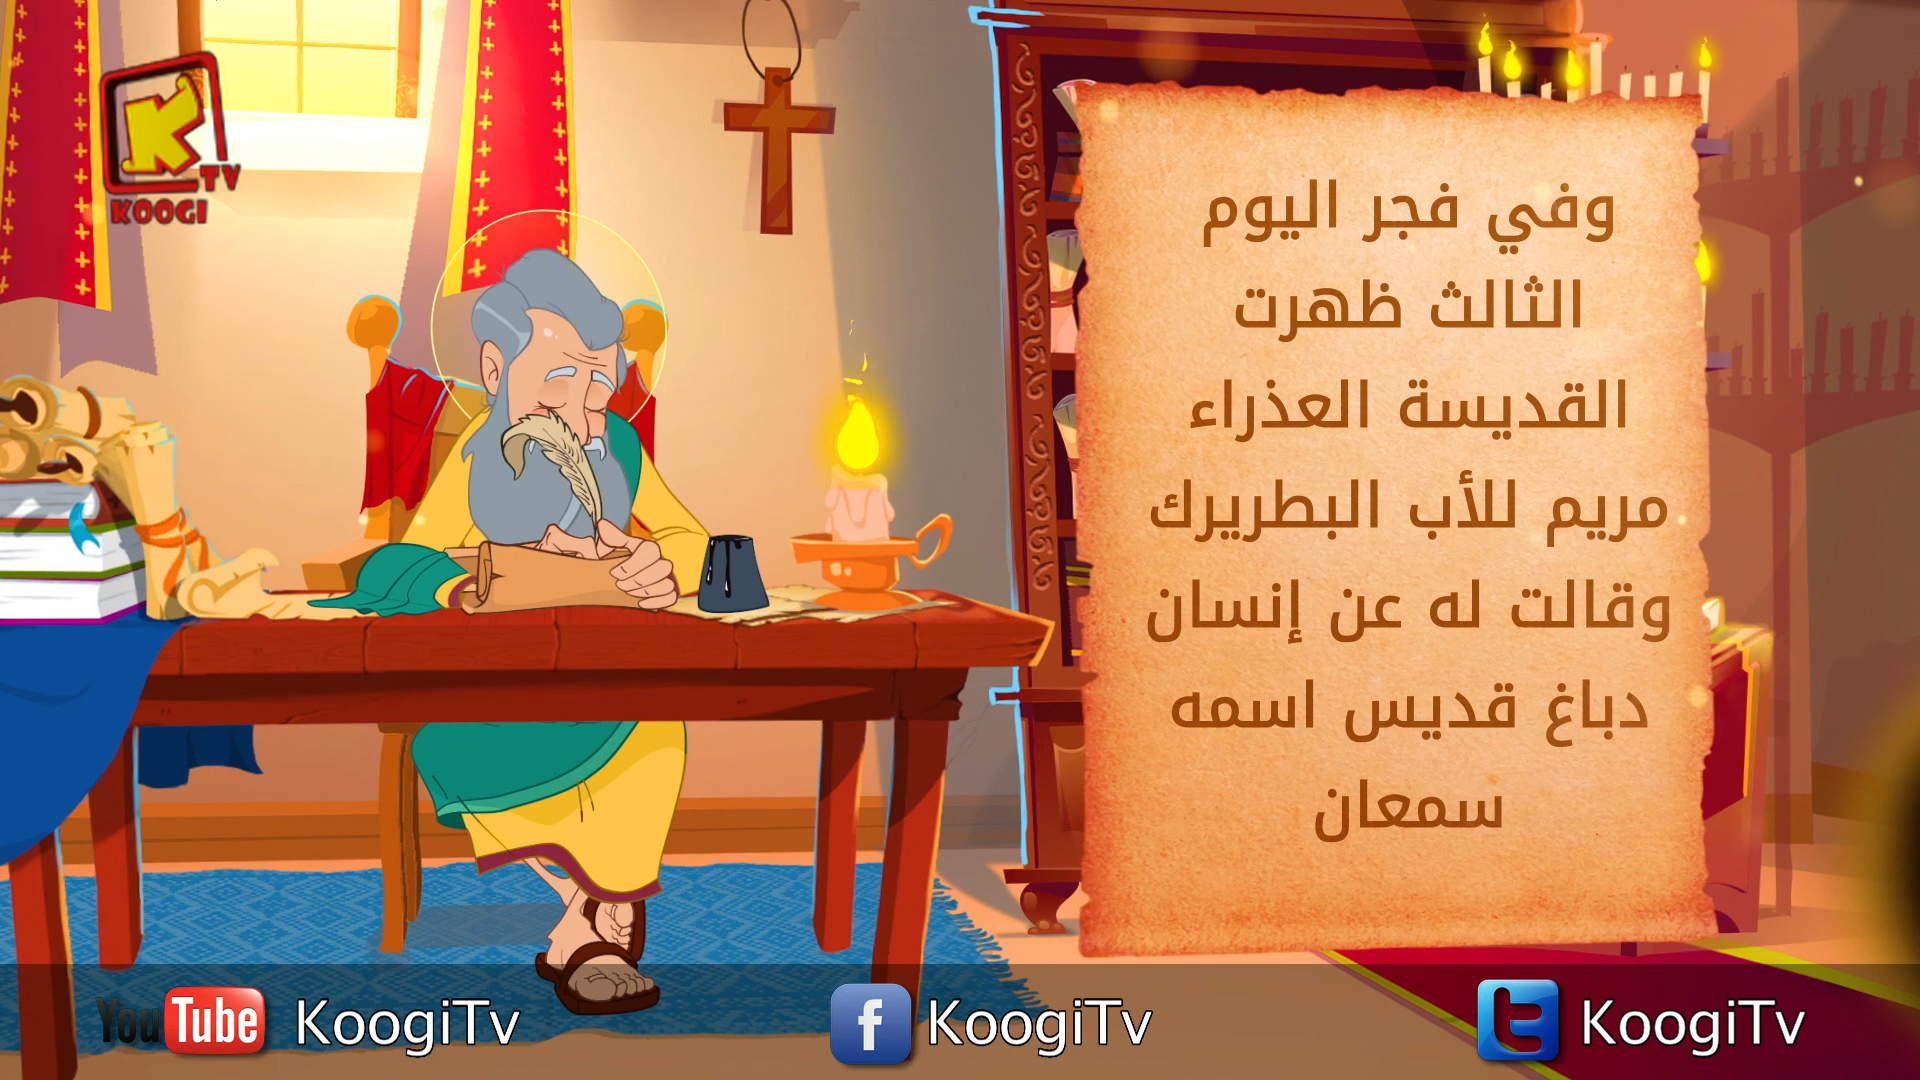 K
TV
KOOGI
وفي فجر اليوم
الثالث ظهرت
القديسة العذراء
مريم للأب البطريرك
وقالت له عن إنسان
دباغ قديس اسمه
سمعان
YouTube KoogiTv
f KoogiTv
t KoogiTv